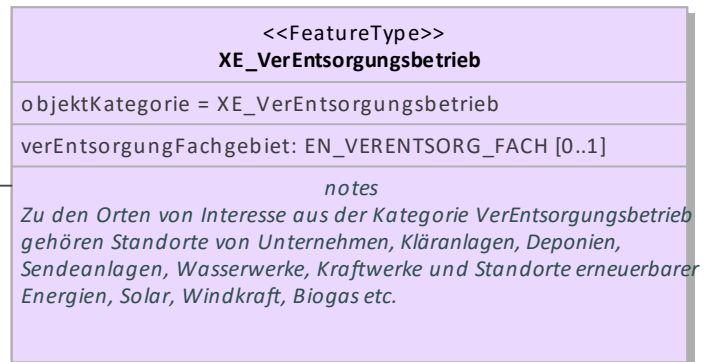 <<FeatureType>>
XE_VerEntsorgungsbetrieb
objektKategorie = XE_VerEntsorgungsbetrieb
verEntsorgungFachgebiet: EN_VERENTSORG_FACH [0..1]
notes
Zu den Orten von Interesse aus der Kategorie VerEntsorgungsbetrieb
gehören Standorte von Unternehmen, Kläranlagen, Deponien,
Sendeanlagen, Wasserwerke, Kraftwerke und Standorte erneuerbarer
Energien, Solar, Windkraft, Biogas etc.